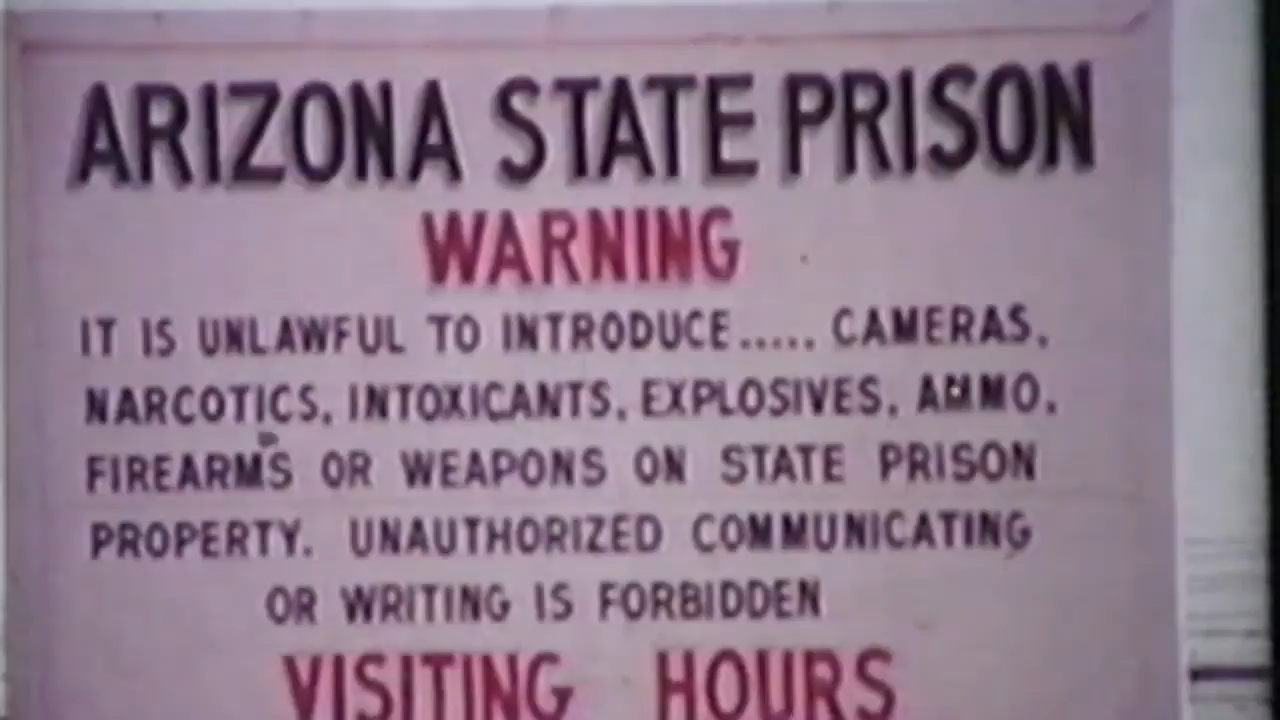 ARIZONA STATE PRISON
WARNING
IT IS UNLAWFUL TO INTRODUCE..... CAMERAS,
NARCOTICS, INTOXICANTS, EXPLOSIVES, AMMO,
FIREARMS OR WEAPONS ON STATE PRISON
PROPERTY. UNAUTHORIZED COMMUNICATING
OR WRITING IS FORBIDDEN
VISITING HOURS